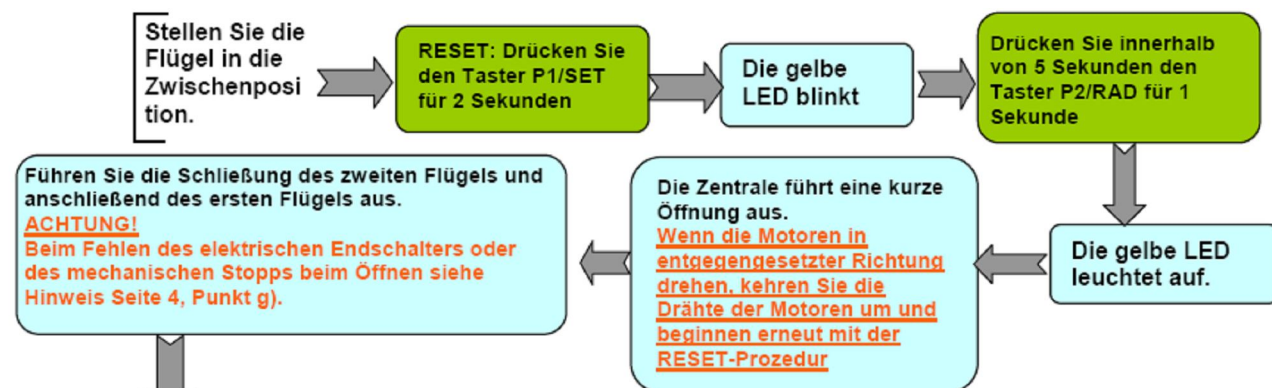 Stellen Sie die
Flügel in die
Zwischenposi
tion.
RESET: Drücken Sie
den Taster P1/SET
für 2 Sekunden
Die gelbe
LED blinkt
Drücken Sie innerhalb
von 5 Sekunden den
Taster P2/RAD für 1
Sekunde
Die gelbe LED
leuchtet auf.
Die Zentrale führt eine kurze
Öffnung aus.
Wenn die Motoren in
entgegengesetzter Richtung
drehen, kehren Sie die
Drähte der Motoren um und
beginnen erneut mit der
RESET-Prozedur
Führen Sie die Schließung des zweiten Flügels und
anschließend des ersten Flügels aus.
ACHTUNG!
Beim Fehlen des elektrischen Endschalters oder
des mechanischen Stopps beim Öffnen siehe
Hinweis Seite 4, Punkt g).